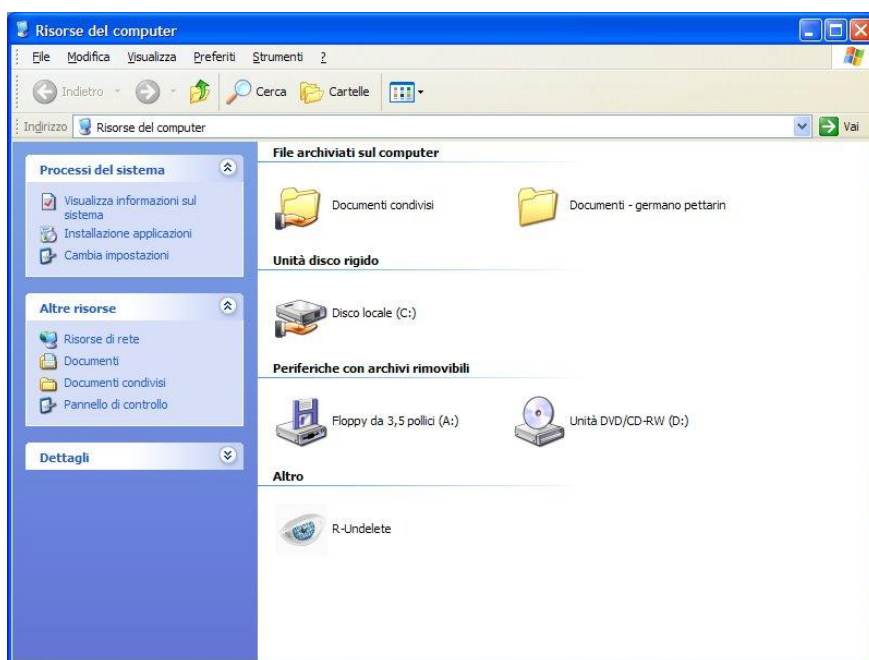 Risorse del computer
File Modifica Visualizza Preferiti Strumenti ?
Indietro Cerca Cartelle
Indirizzo Risorse del computer Vai
Processi del sistema
Visualizza informazioni sul
sistema
Installazione applicazioni
Cambia impostazioni
Altre risorse
Risorse di rete
Documenti
Documenti condivisi
Pannello di controllo
Dettagli
File archiviati sul computer
Documenti condivisi Documenti - germano pettarin
Unità disco rigido
Disco locale (C:)
Periferiche con archivi rimovibili
Floppy da 3,5 pollici (A:) Unità DVD/CD-RW (D:)
Altro
R-Undelete